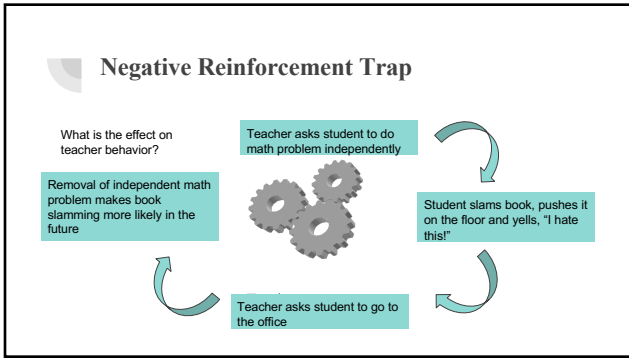 Negative Reinforcement Trap
What is the effect on
teacher behavior?
Teacher asks student to do
math problem independently
Student slams book, pushes it
on the floor and yells, “I hate
this!”
Teacher asks student to go to
the office
Removal of independent math
problem makes book
slamming more likely in the
future